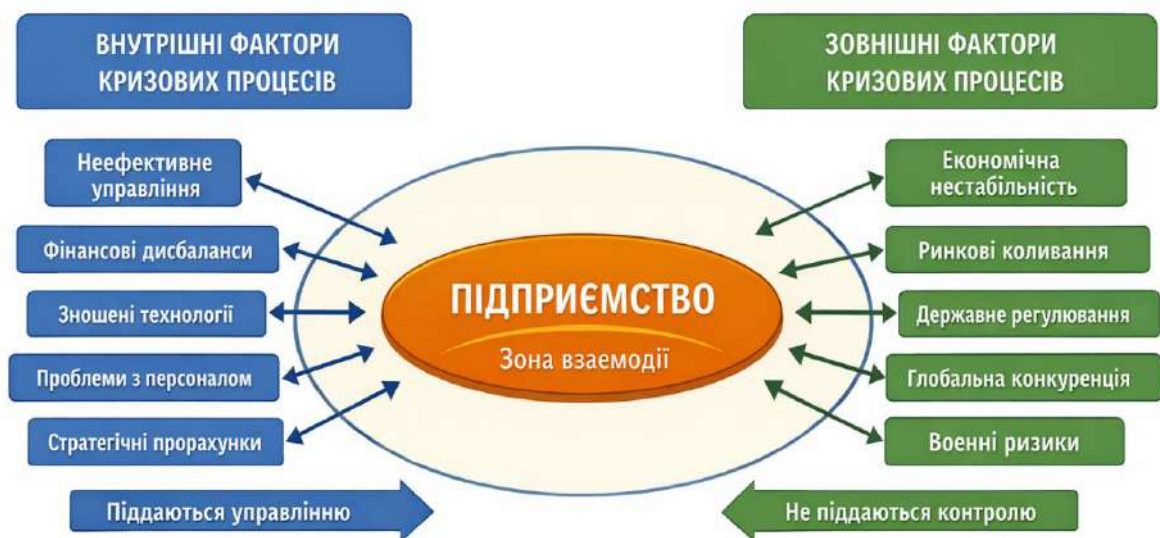 ВНУТРІШНІ ФАКТОРИ
КРИЗОВИХ ПРОЦЕСІВ
Неефективне
управління
Фінансові дисбаланси
Зношені технології
Проблеми з персоналом
Стратегічні прорахунки
Піддаються управлінню
ПІДПРИЄМСТВО
Зона взаємодії
ЗОВНІШНІ ФАКТОРИ
КРИЗОВИХ ПРОЦЕСІВ
Економічна
нестабільність
Ринкові коливання
Державне регулювання
Глобальна конкуренція
Военні ризики
Не піддаються контролю